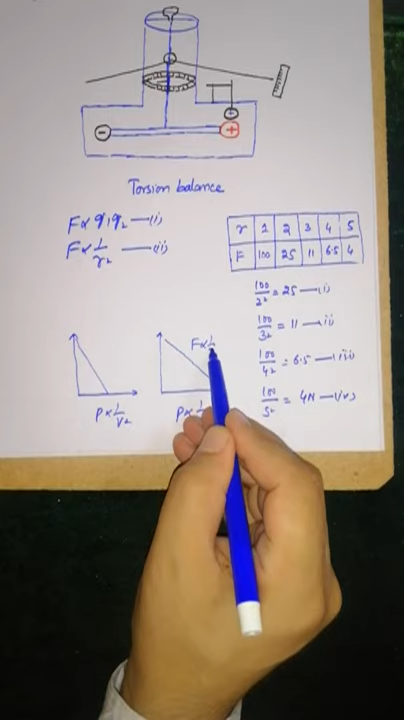 Torsion balance
F∝ q₁q₂ —(i)
F∝ 1/r² —(ii)
r 1 2 3 4 5
F 100 25 11 6.5 4
100/2² = 25 —(i)
100/3² = 11 —(ii)
100/4² = 6.5 —(iii)
100/5² = 4N —(iv)
F∝1/
P∝1/V²
P∝1/